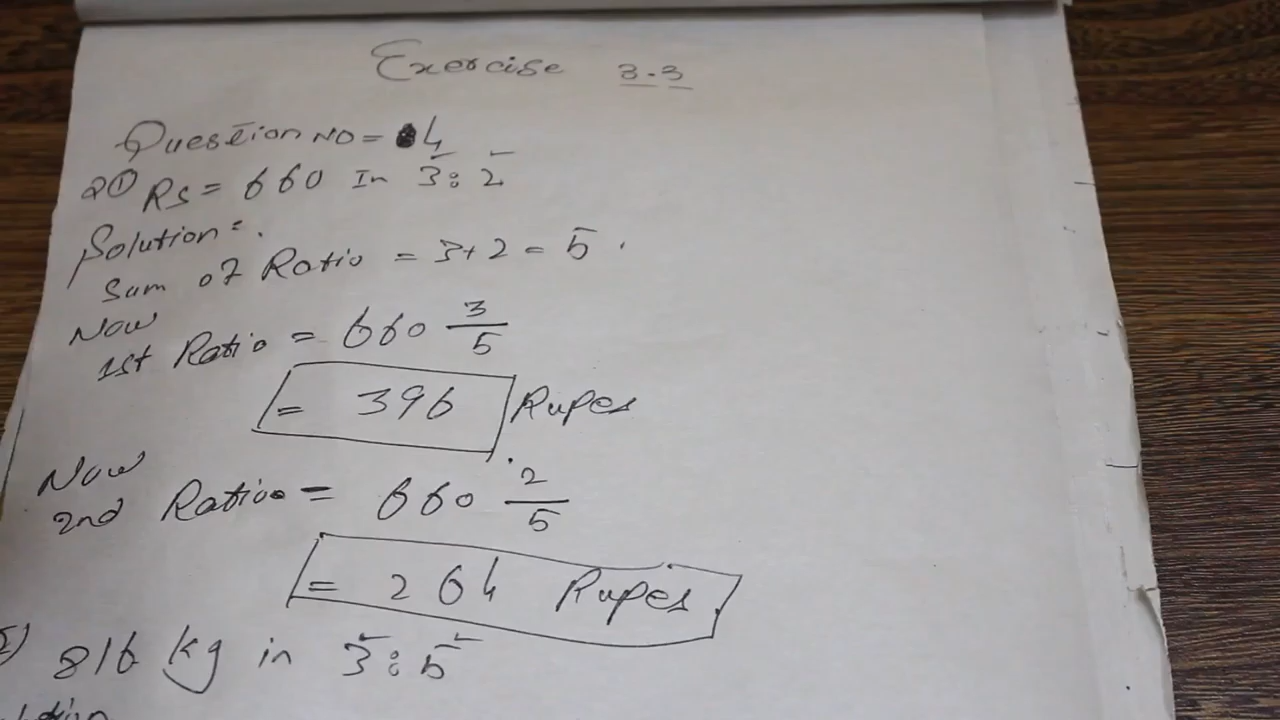 Exercise 3.3
Question No = 4
Q① Rs = 660 In 3:2
Solution =.
Sum of Ratio = 3+2 = 5.
Now
1st Ratio = 660 3/5
= 396 Rupes
Now
2nd Ratio = 660 2/5
= 264 Rupes.
816 kg in 3:5